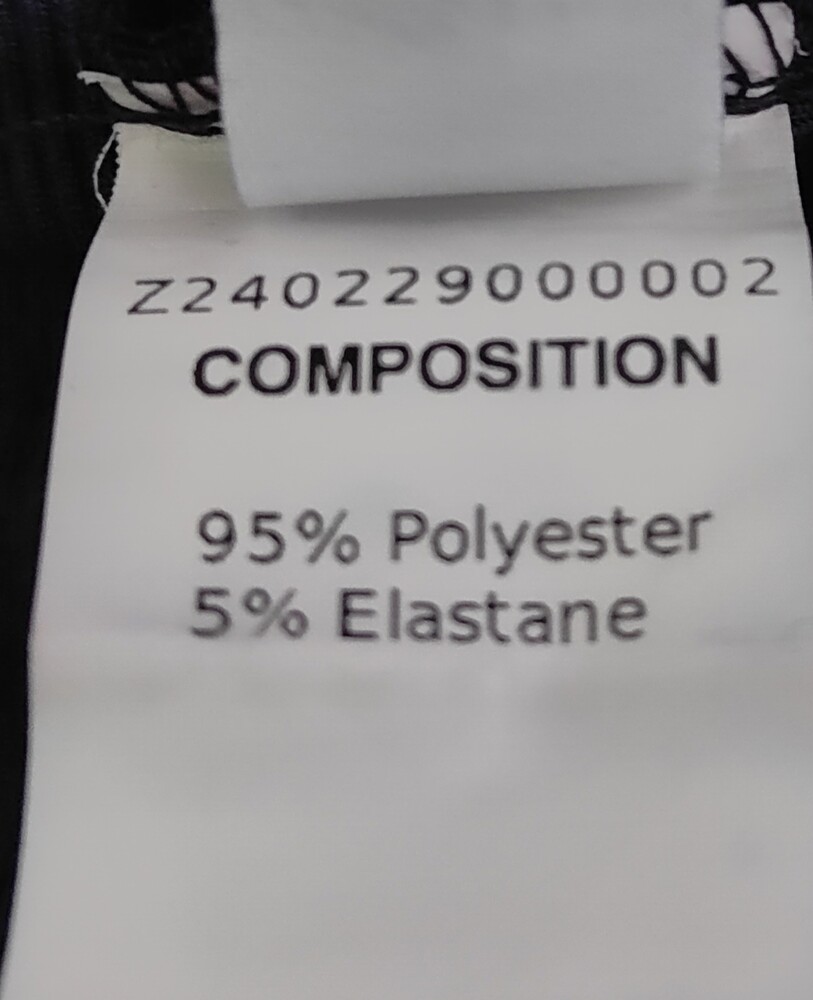 Z240229000002
COMPOSITION
95% Polyester
5% Elastane